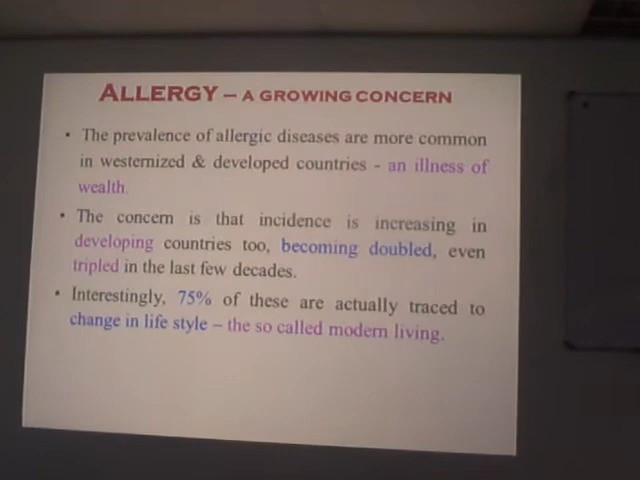 ALLERGY – A GROWING CONCERN
• The prevalence of allergic diseases are more common
in westernized & developed countries - an illness of
wealth.
• The concern is that incidence is increasing in
developing countries too, becoming doubled, even
tripled in the last few decades.
• Interestingly, 75% of these are actually traced to
change in life style – the so called modern living.